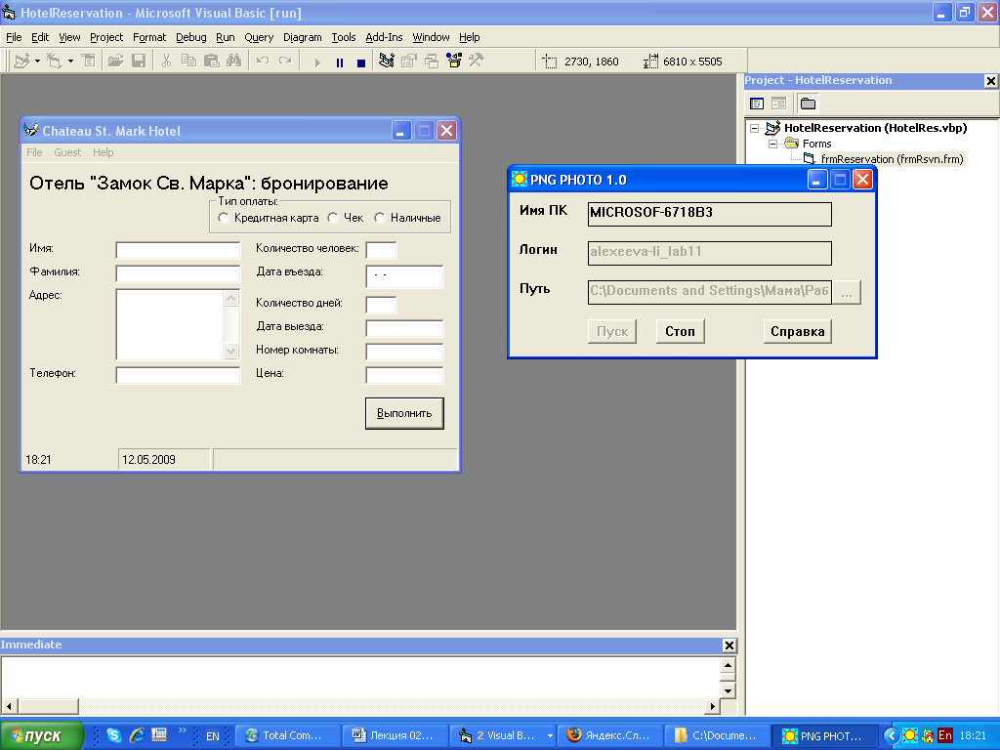 HotelReservation - Microsoft Visual Basic [run]
File Edit View Project Format Debug Run Query Diagram Tools Add-Ins Window Help
2730, 1860 6810 x 5505
Project - HotelReservation
HotelReservation (HotelRes.vbp)
Forms
frmReservation (frmRsvn.frm)
Chateau St. Mark Hotel
File Guest Help
Отель "Замок Св. Марка": бронирование
Тип оплаты:
Кредитная карта Чек Наличные
Имя: Количество человек:
Фамилия: Дата въезда: - -
Адрес:
Количество дней:
Дата выезда:
Номер комнаты:
Телефон: Цена:
Выполнить
18:21 12.05.2009
PNG PHOTO 1.0
Имя ПК MICROSOF-6718B3
Логин alexeeva-li_lab11
Путь C:\Documents and Settings\Мама\Раб ...
Пуск Стоп Справка
Immediate
пуск EN Total Com... Лекция 02... 2 Visual B... Яндекс.Сл... C:\Docume... PNG PHOT... En 18:21